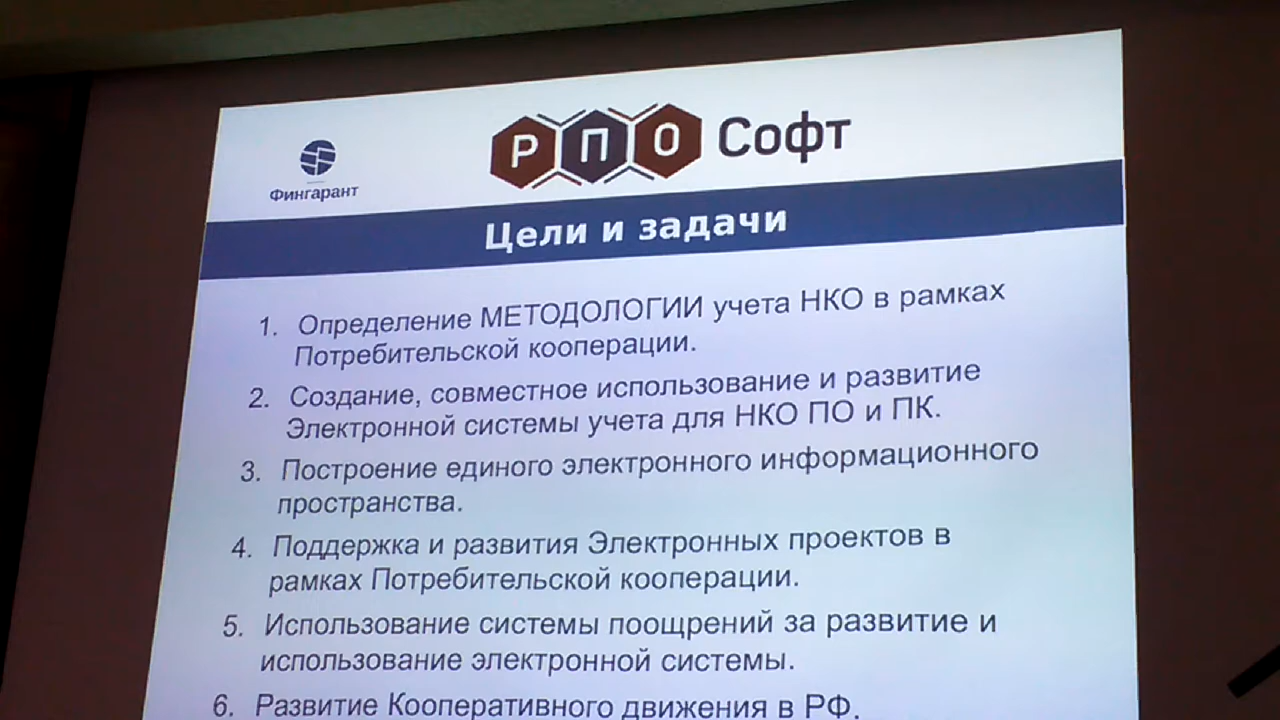 РПО Софт
Фингарант
Цели и задачи
1. Определение МЕТОДОЛОГИИ учета НКО в рамках
Потребительской кооперации.
2. Создание, совместное использование и развитие
Электронной системы учета для НКО ПО и ПК.
3. Построение единого электронного информационного
пространства.
4. Поддержка и развития Электронных проектов в
рамках Потребительской кооперации.
5. Использование системы поощрений за развитие и
использование электронной системы.
6. Развитие Кооперативного движения в РФ.